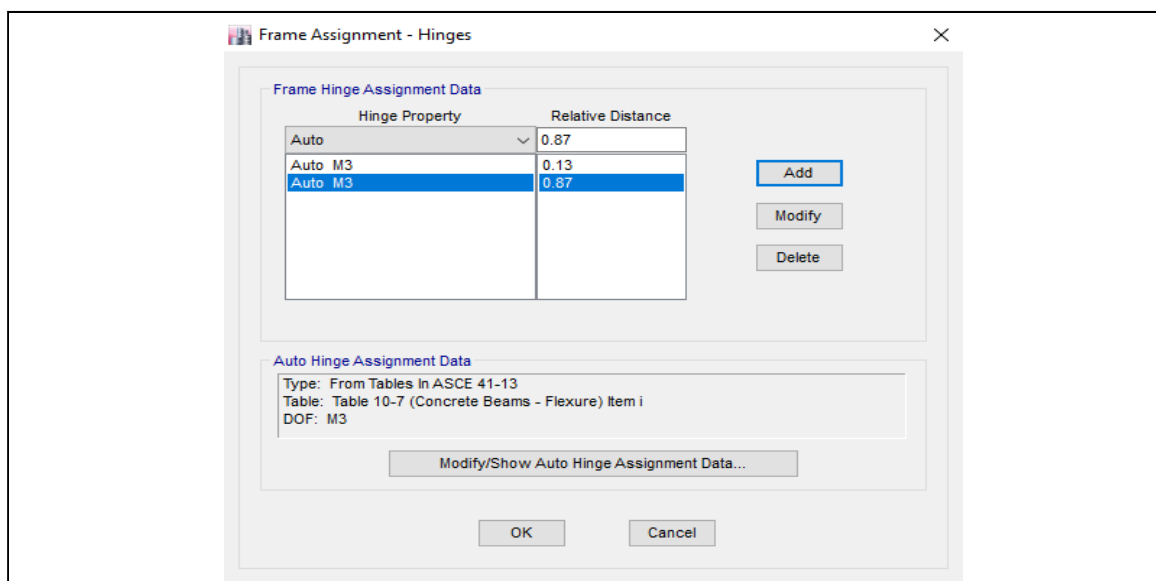 Frame Assignment - Hinges
Frame Hinge Assignment Data
Hinge Property Relative Distance
Auto 0.87
Auto M3 0.13
Auto M3 0.87
Add
Modify
Delete
Auto Hinge Assignment Data
Type: From Tables In ASCE 41-13
Table: Table 10-7 (Concrete Beams - Flexure) Item i
DOF: M3
Modify/Show Auto Hinge Assignment Data...
OK Cancel